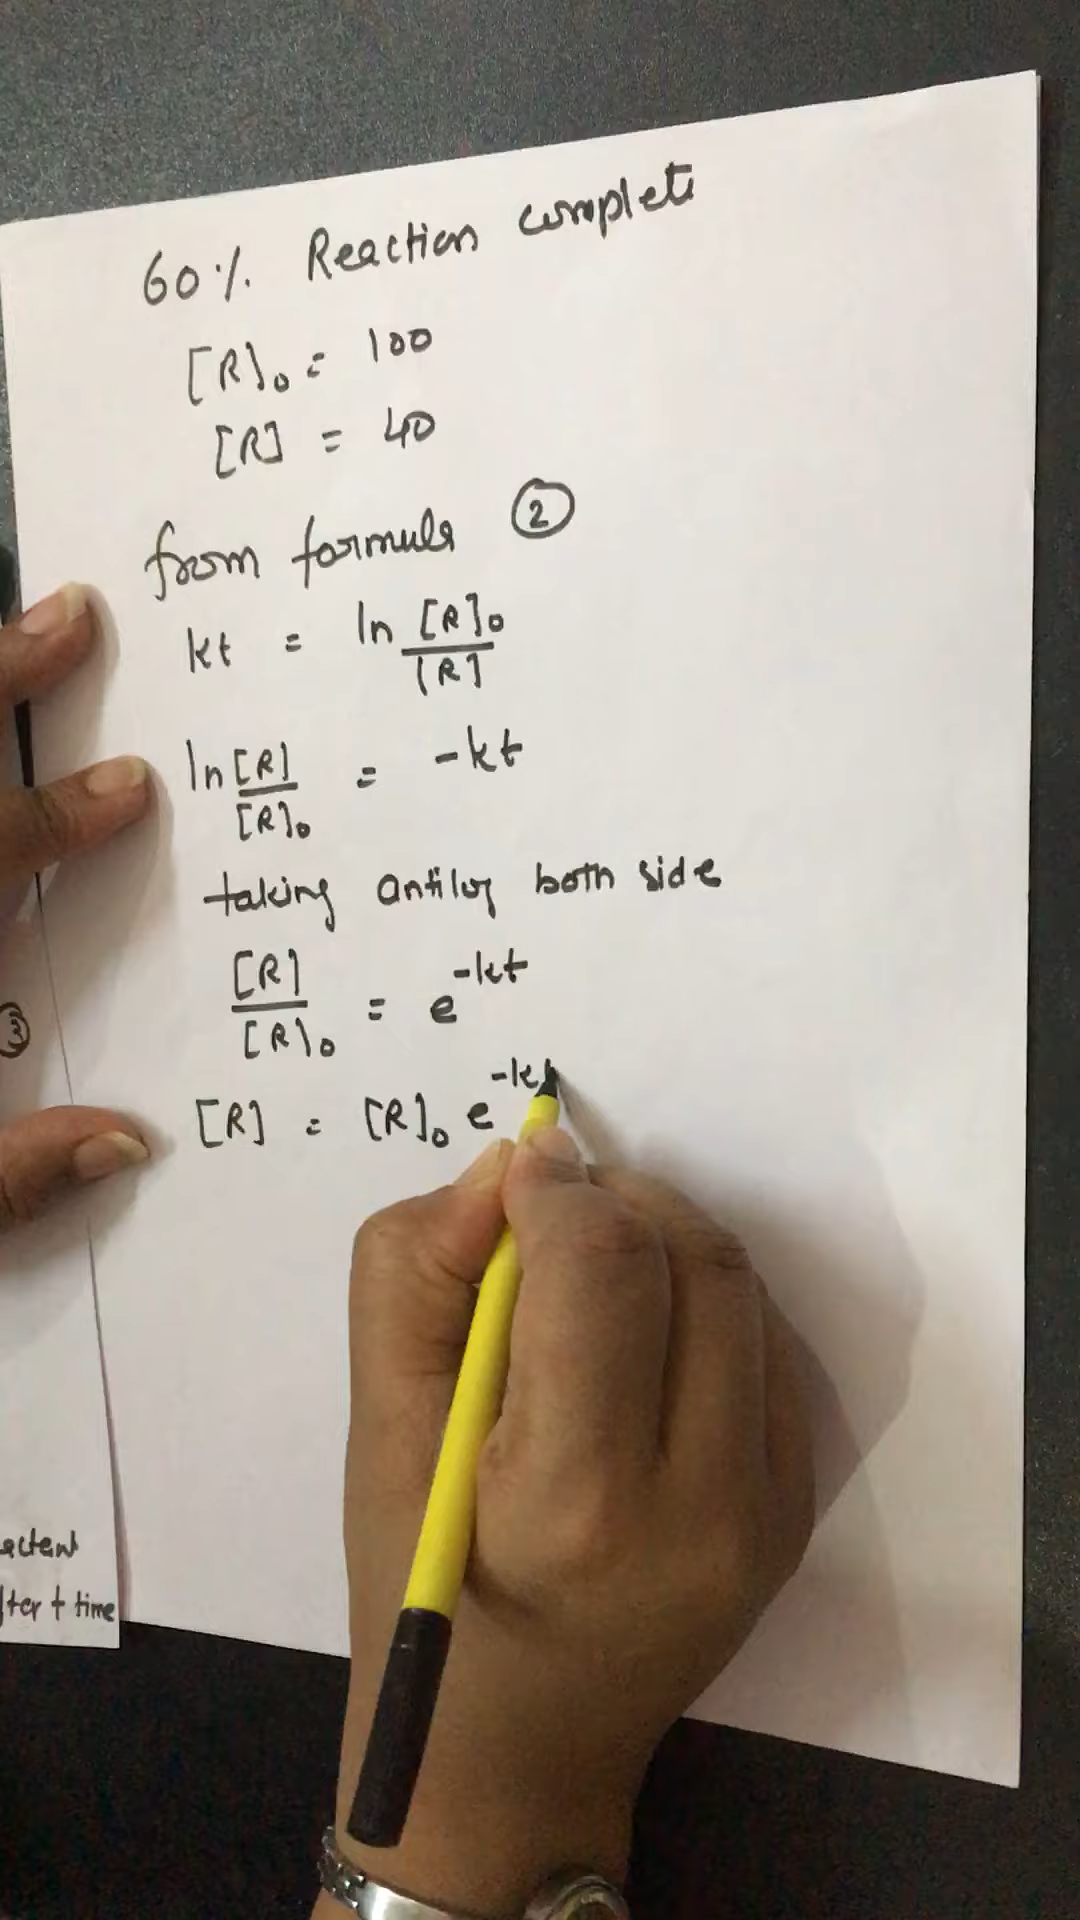 60% Reaction complete
[R]₀ = 100
[R] = 40
from formula ②
kt = ln [R]₀ / [R]
ln [R] / [R]₀ = -kt
taking antilog both side
[R] / [R]₀ = e^-kt
[R] = [R]₀ e^-kt
③
time